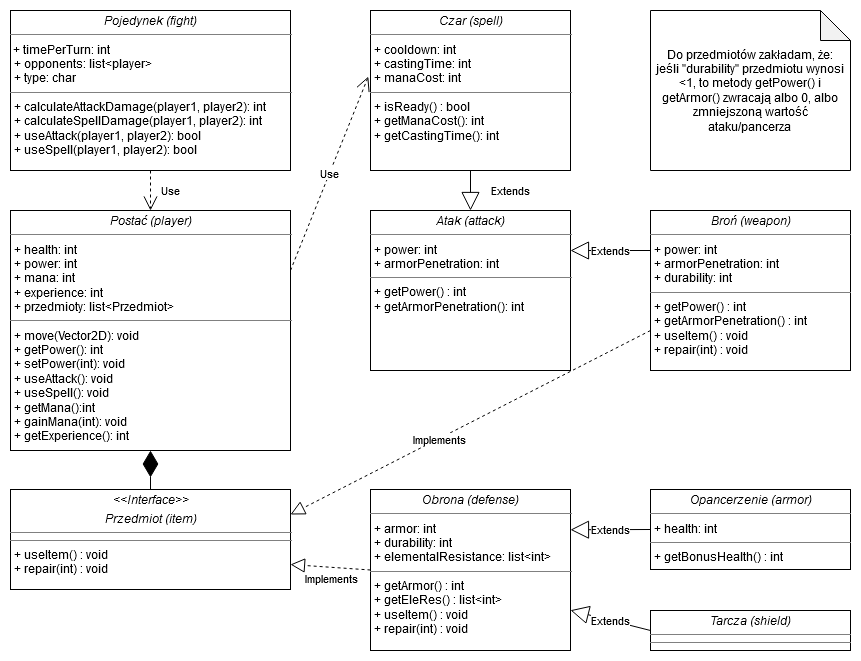 Pojedynek (fight)
+ timePerTurn: int
+ opponents: list<player>
+ type: char
+ calculateAttackDamage(player1, player2): int
+ calculateSpellDamage(player1, player2): int
+ useAttack(player1, player2): bool
+ useSpell(player1, player2): bool
Czar (spell)
+ cooldown: int
+ castingTime: int
+ manaCost: int
+ isReady() : bool
+ getManaCost(): int
+ getCastingTime(): int
Do przedmiotów zakładam, że:
jeśli "durability" przedmiotu wynosi
<1, to metody getPower() i
getArmor() zwracają albo 0, albo
zmniejszoną wartość
ataku/pancerza
Use
Use
Extends
Postać (player)
+ health: int
+ power: int
+ mana: int
+ experience: int
+ przedmioty: list<Przedmiot>
+ move(Vector2D): void
+ getPower(): int
+ setPower(int): void
+ useAttack(): void
+ useSpell(): void
+ getMana():int
+ gainMana(int): void
+ getExperience(): int
Atak (attack)
+ power: int
+ armorPenetration: int
+ getPower() : int
+ getArmorPenetration(): int
Extends
Broń (weapon)
+ power: int
+ armorPenetration: int
+ durability: int
+ getPower() : int
+ getArmorPenetration() : int
+ useItem() : void
+ repair(int) : void
Implements
<<Interface>>
Przedmiot (item)
+ useItem() : void
+ repair(int) : void
Implements
Obrona (defense)
+ armor: int
+ durability: int
+ elementalResistance: list<int>
+ getArmor() : int
+ getEleRes() : list<int>
+ useItem() : void
+ repair(int) : void
Extends
Opancerzenie (armor)
+ health: int
+ getBonusHealth() : int
Extends
Tarcza (shield)